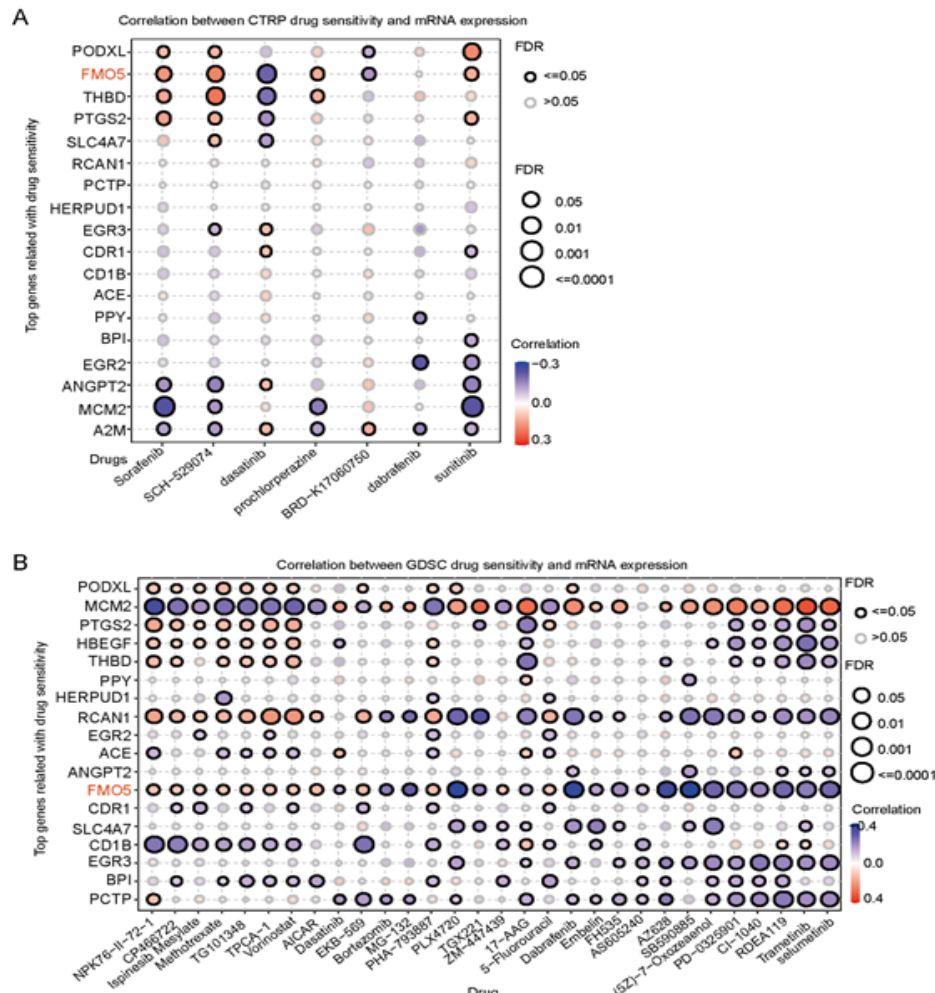 A
Correlation between CTRP drug sensitivity and mRNA expression
Top genes related with drug sensitivity
PODXL
FMO5
THBD
PTGS2
SLC4A7
RCAN1
PCTP
HERPUD1
EGR3
CDR1
CD1B
ACE
PPY
BPI
EGR2
ANGPT2
MCM2
A2M
Drugs
Sorafenib
SCH-529074
dasatinib
prochlorperazine
BRD-K17060750
dabrafenib
sunitinib
FDR
<=0.05
>0.05
FDR
0.05
0.01
0.001
<=0.0001
Correlation
-0.3
0.0
0.3
B
Correlation between GDSC drug sensitivity and mRNA expression
Top genes related with drug sensitivity
PODXL
MCM2
PTGS2
HBEGF
THBD
PPY
HERPUD1
RCAN1
EGR2
ACE
ANGPT2
FMO5
CDR1
SLC4A7
CD1B
EGR3
BPI
PCTP
NPK76-II-72-1
CP466722
Ispinesib Mesylate
Methotrexate
TG101348
TPCA-1
Vorinostat
AICAR
Dasatinib
EKB-569
Bortezomib
MG-132
PHA-793887
PLX4720
TGX221
ZM-447439
17-AAG
5-Fluorouracil
Dabrafenib
Embelin
FH535
AS605240
AZ628
SB590885
(5Z)-7-Oxozeaenol
PD-0325901
CI-1040
RDEA119
Trametinib
selumetinib
Drug
FDR
<=0.05
>0.05
FDR
0.05
0.01
0.001
<=0.0001
Correlation
0.4
0.0
0.4